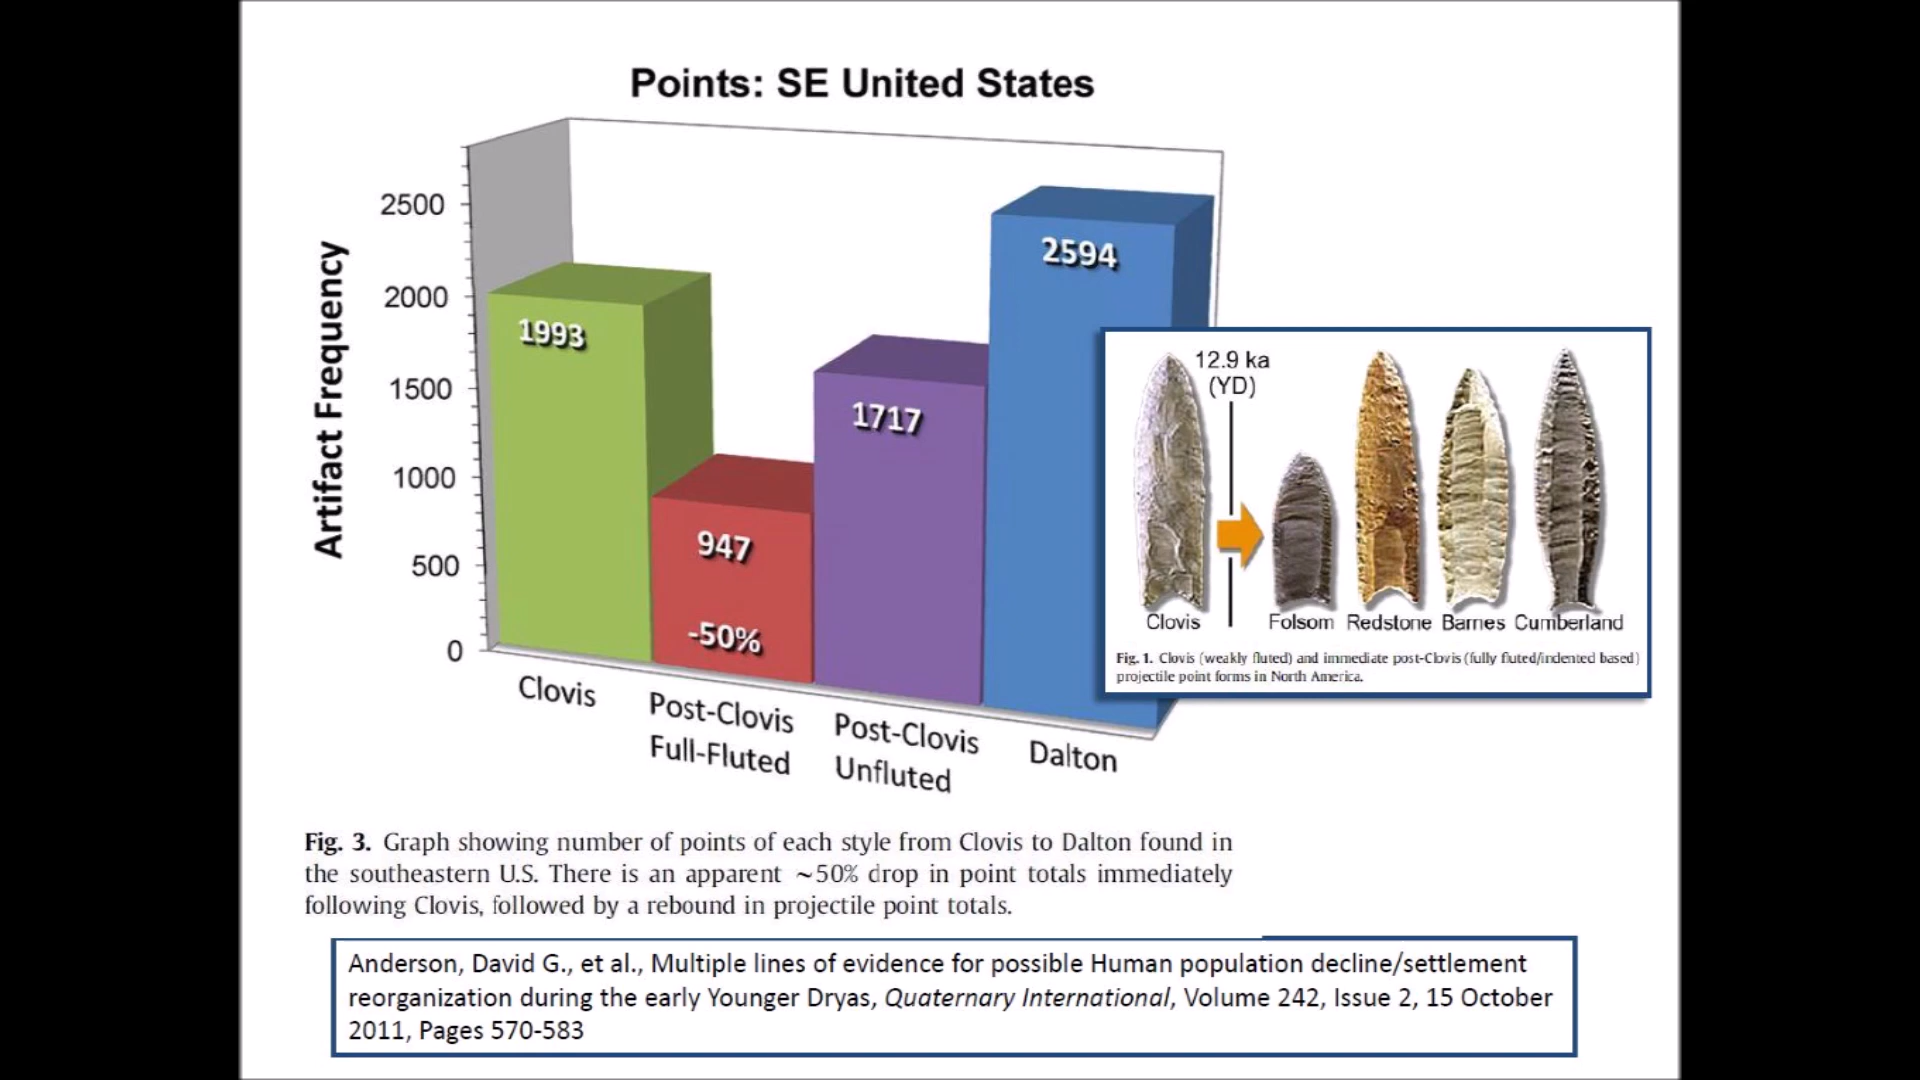 Points: SE United States
Artifact Frequency
2500
2000
1500
1000
500
0
1993
947
-50%
1717
2594
Clovis
Post-Clovis
Full-Fluted
Post-Clovis
Unfluted
Dalton
12.9 ka
(YD)
Clovis
Folsom
Redstone
Barnes
Cumberland
Fig. 1. Clovis (weakly fluted) and immediate post-Clovis (fully fluted/indented based)
projectile point forms in North America.
Fig. 3. Graph showing number of points of each style from Clovis to Dalton found in
the southeastern U.S. There is an apparent ~50% drop in point totals immediately
following Clovis, followed by a rebound in projectile point totals.
Anderson, David G., et al., Multiple lines of evidence for possible Human population decline/settlement
reorganization during the early Younger Dryas, Quaternary International, Volume 242, Issue 2, 15 October
2011, Pages 570-583